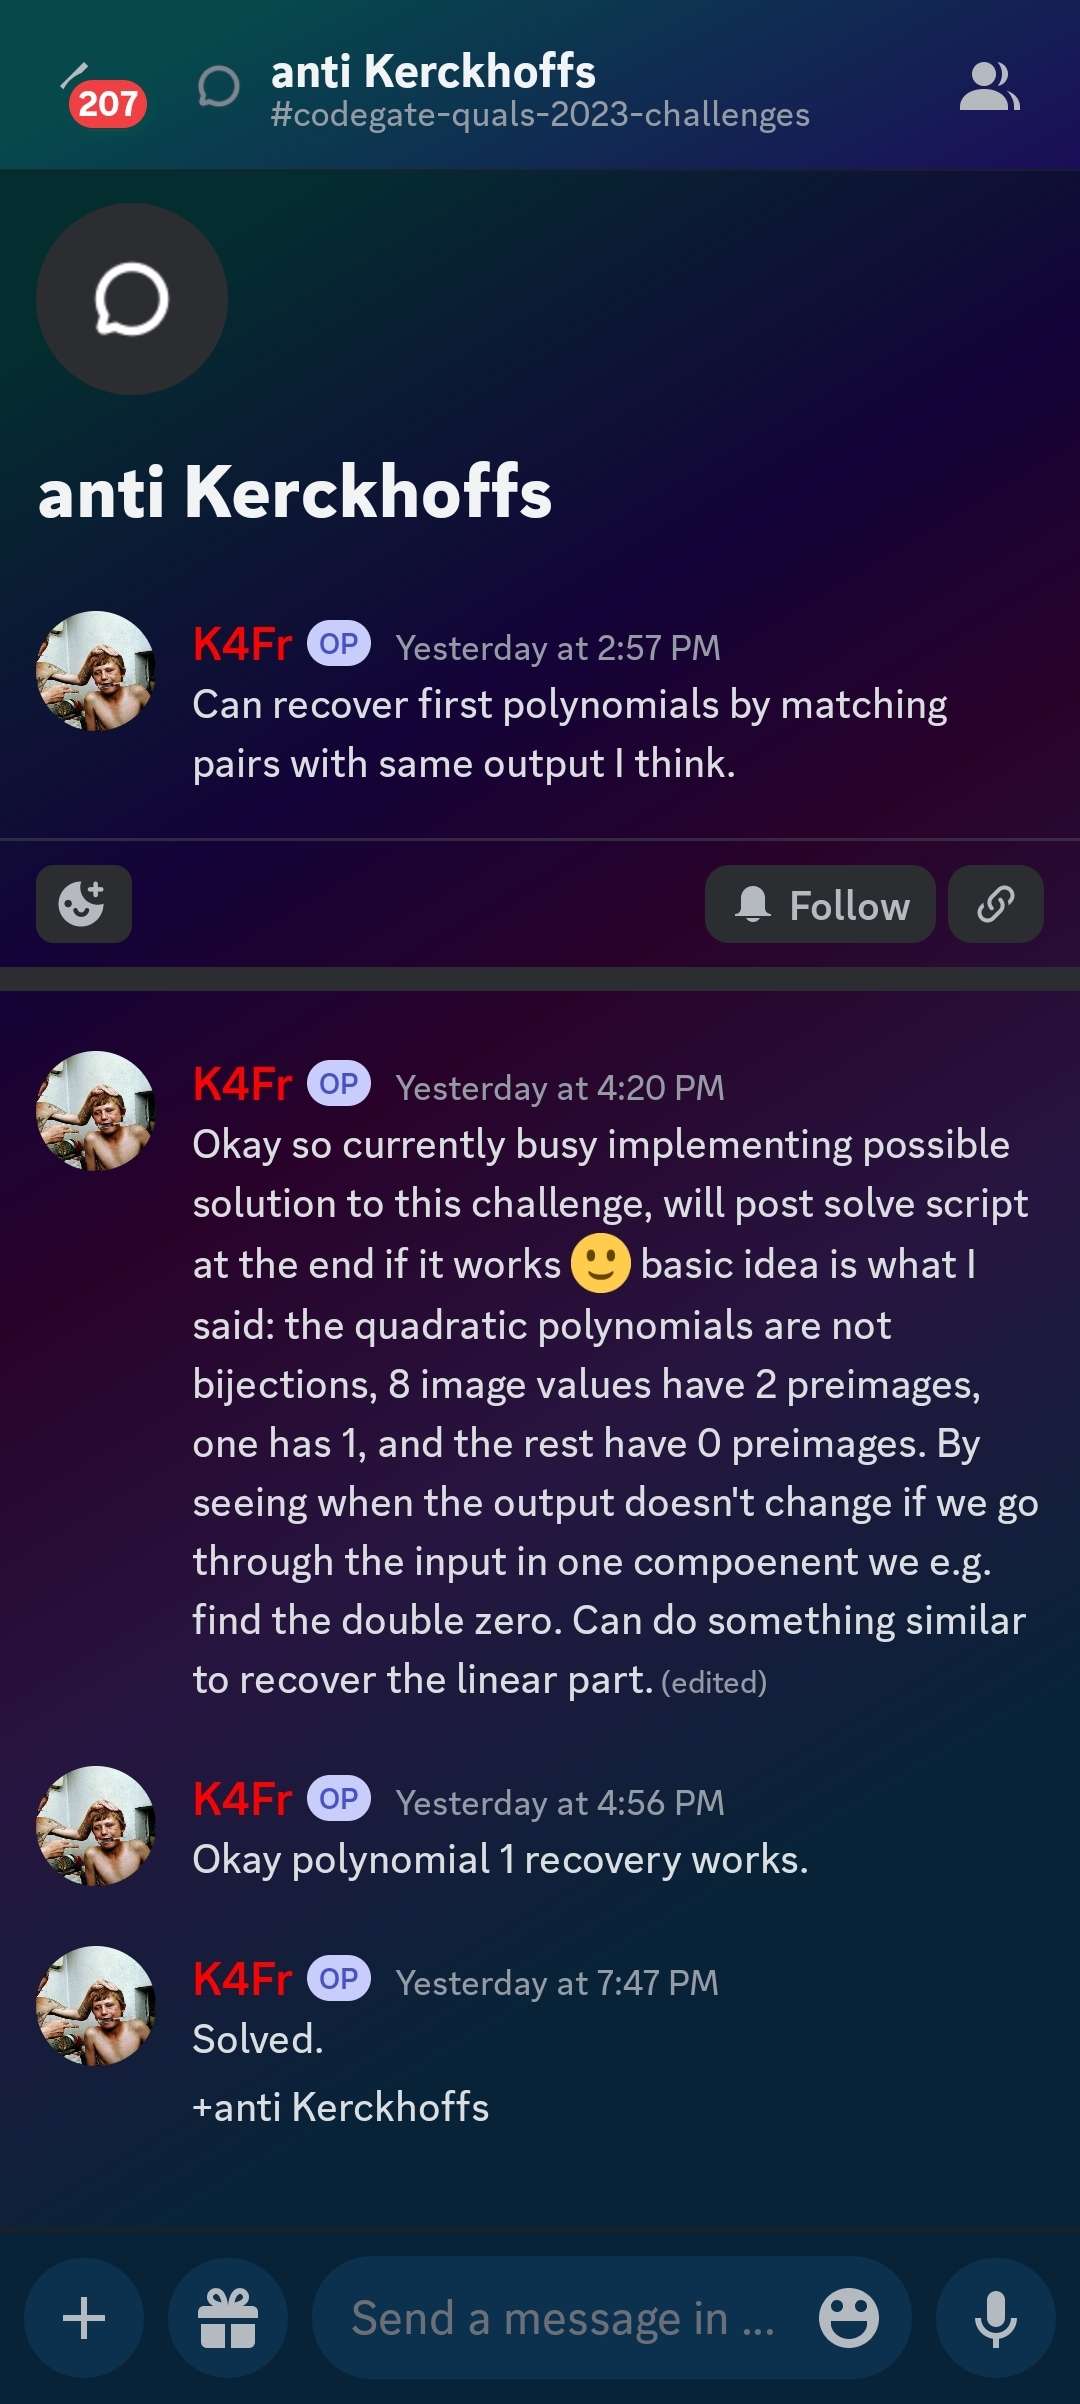 207
anti Kerckhoffs
#codegate-quals-2023-challenges
anti Kerckhoffs
K4Fr OP Yesterday at 2:57 PM
Can recover first polynomials by matching
pairs with same output I think.
Follow
K4Fr OP Yesterday at 4:20 PM
Okay so currently busy implementing possible
solution to this challenge, will post solve script
at the end if it works 🙂 basic idea is what I
said: the quadratic polynomials are not
bijections, 8 image values have 2 preimages,
one has 1, and the rest have 0 preimages. By
seeing when the output doesn't change if we go
through the input in one compoenent we e.g.
find the double zero. Can do something similar
to recover the linear part. (edited)
K4Fr OP Yesterday at 4:56 PM
Okay polynomial 1 recovery works.
K4Fr OP Yesterday at 7:47 PM
Solved.
+anti Kerckhoffs
Send a message in ...